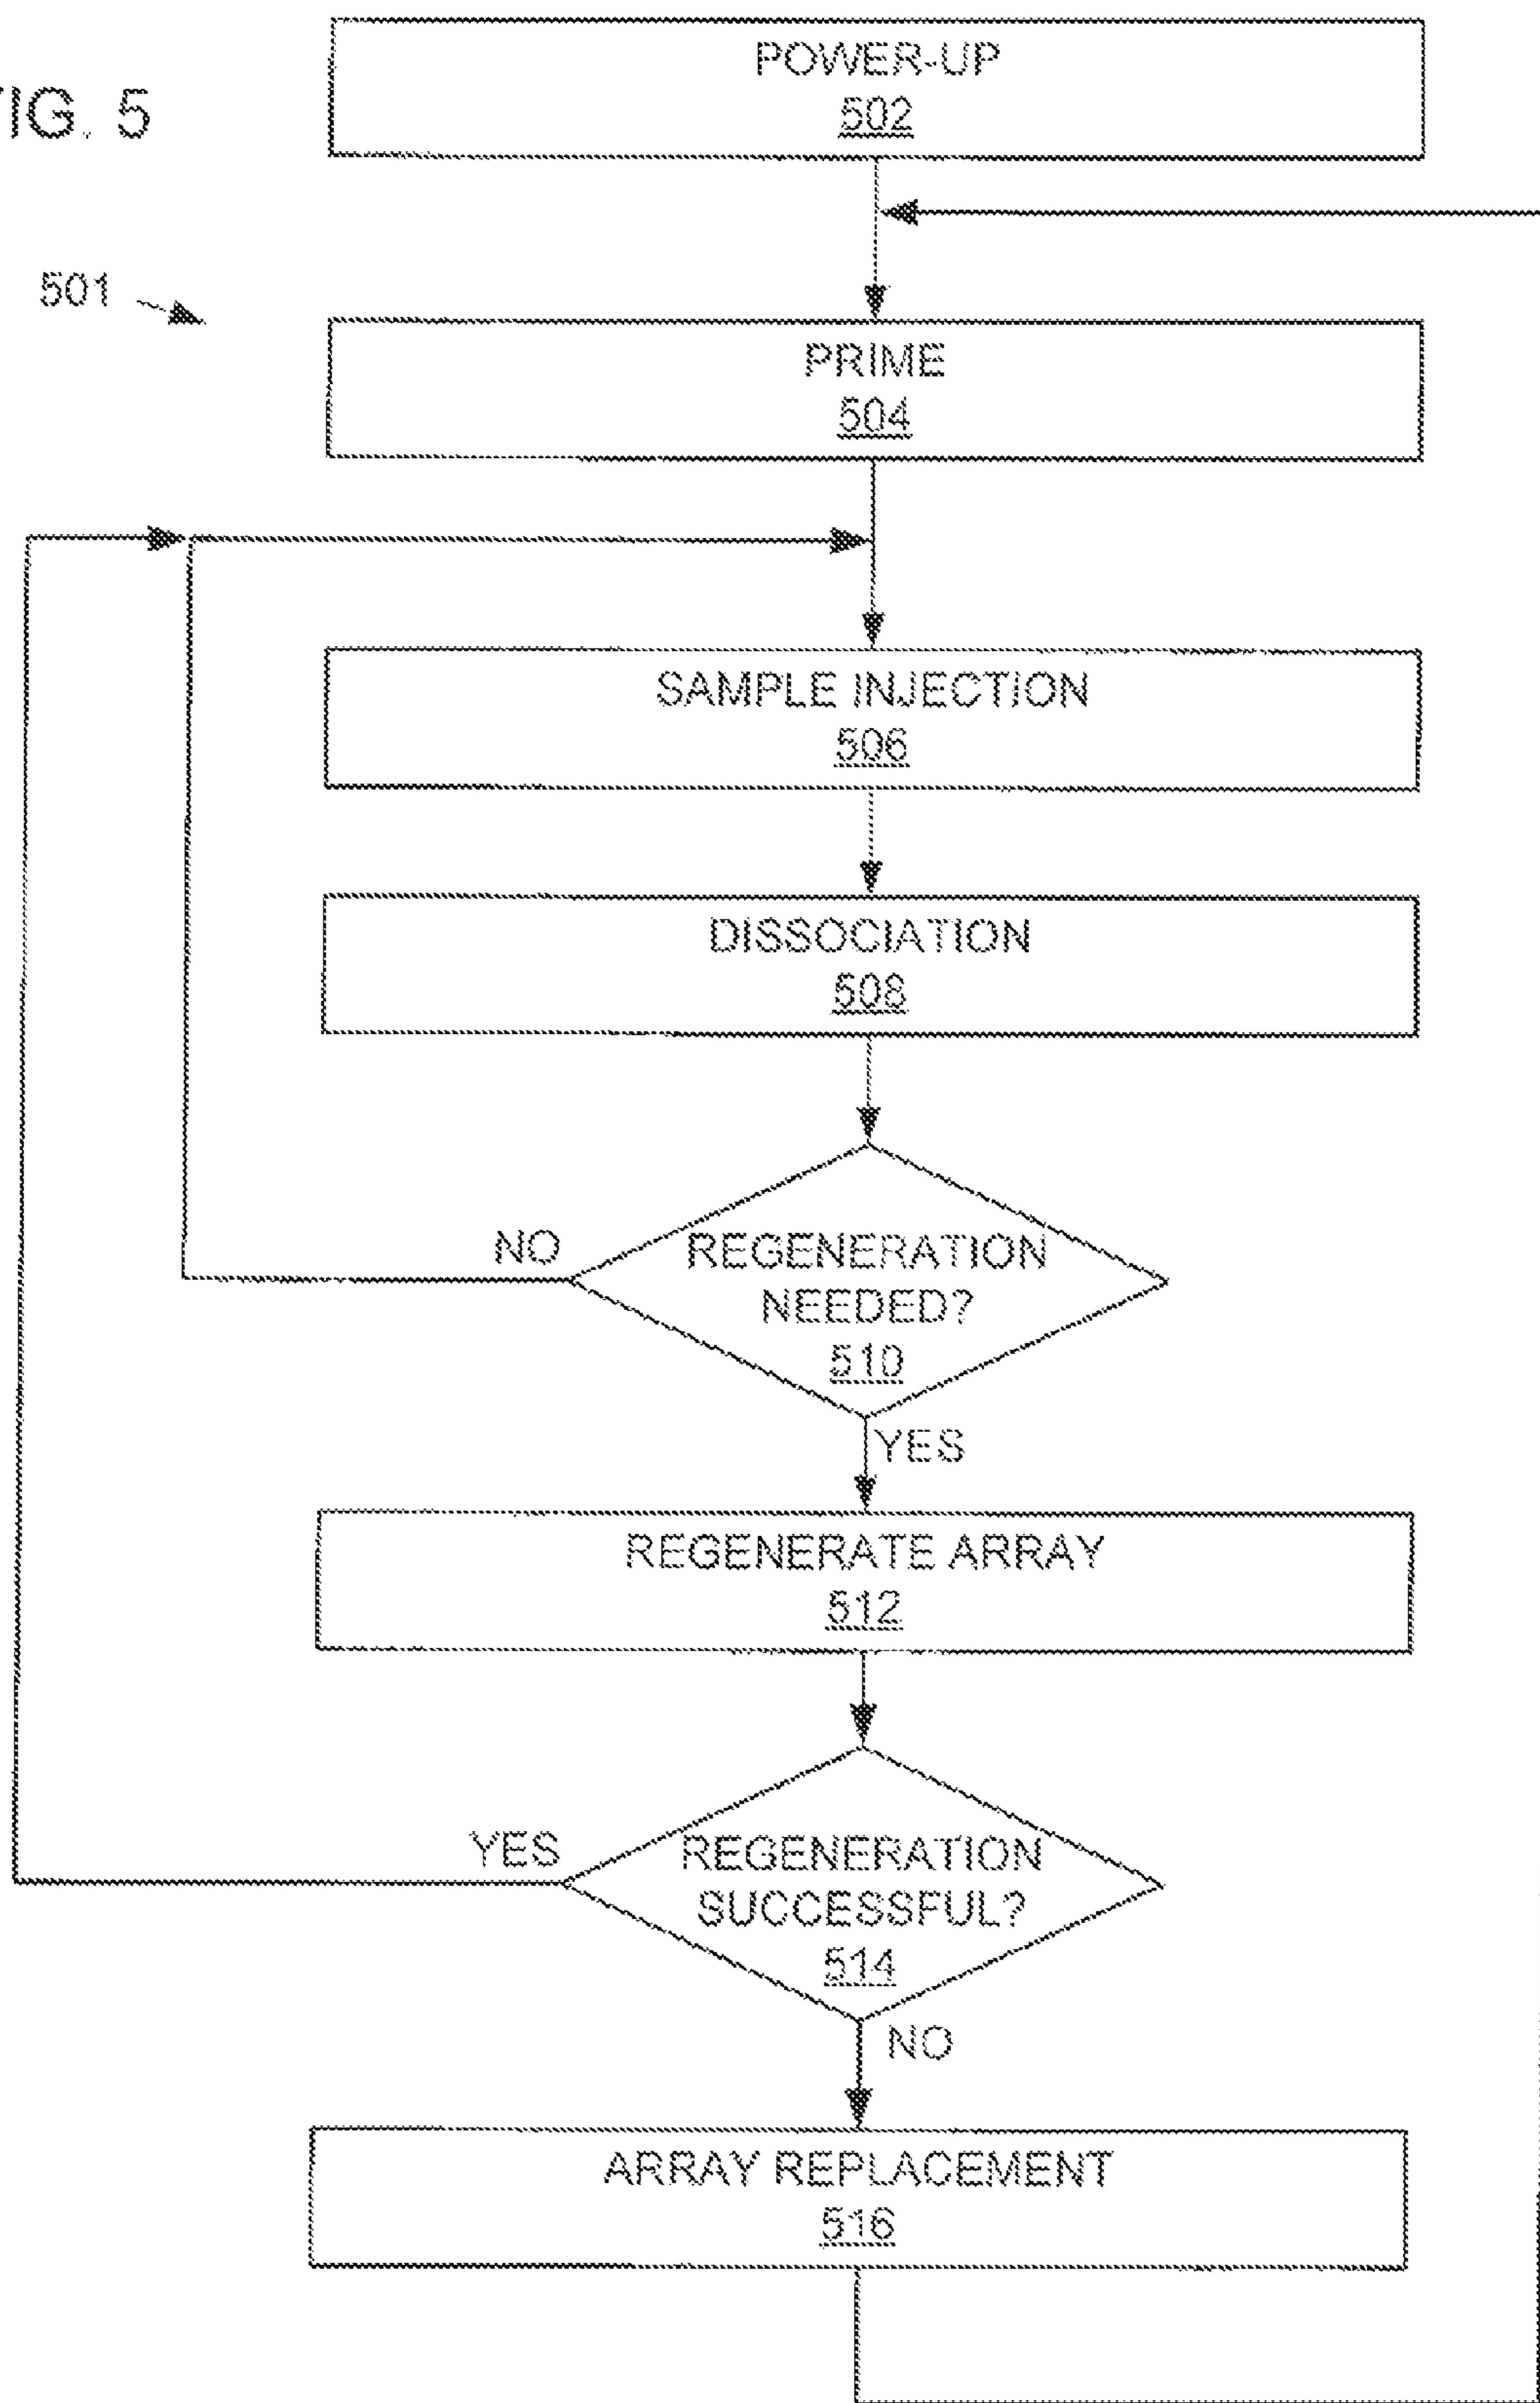 FIG. 5
POWER-UP
502
501
PRIME
504
SAMPLE INJECTION
506
DISSOCIATION
508
NO
REGENERATION
NEEDED?
510
YES
REGENERATE ARRAY
512
YES
REGENERATION
SUCCESSFUL?
514
NO
ARRAY REPLACEMENT
516